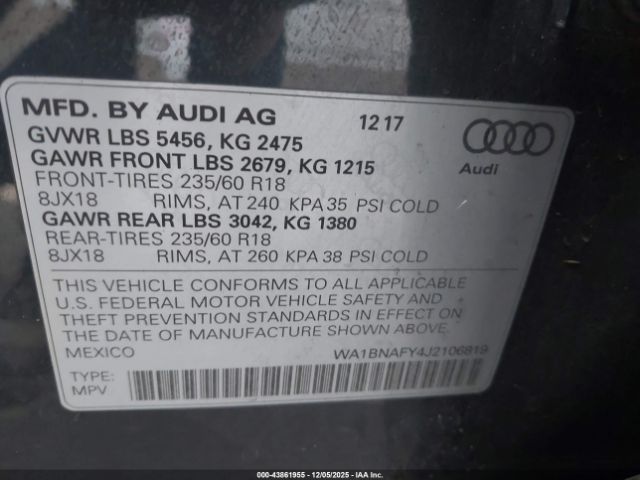 MFD. BY AUDI AG 12 17
GVWR LBS 5456, KG 2475
GAWR FRONT LBS 2679, KG 1215
FRONT-TIRES 235/60 R18
8JX18 RIMS, AT 240 KPA 35 PSI COLD
GAWR REAR LBS 3042, KG 1380
REAR-TIRES 235/60 R18
8JX18 RIMS, AT 260 KPA 38 PSI COLD
Audi
THIS VEHICLE CONFORMS TO ALL APPLICABLE
U.S. FEDERAL MOTOR VEHICLE SAFETY AND
THEFT PREVENTION STANDARDS IN EFFECT ON
THE DATE OF MANUFACTURE SHOWN ABOVE.
MEXICO WA1BNAFY4J2106819
TYPE:
MPV
000-43861955 - 12/05/2025 - IAA Inc.